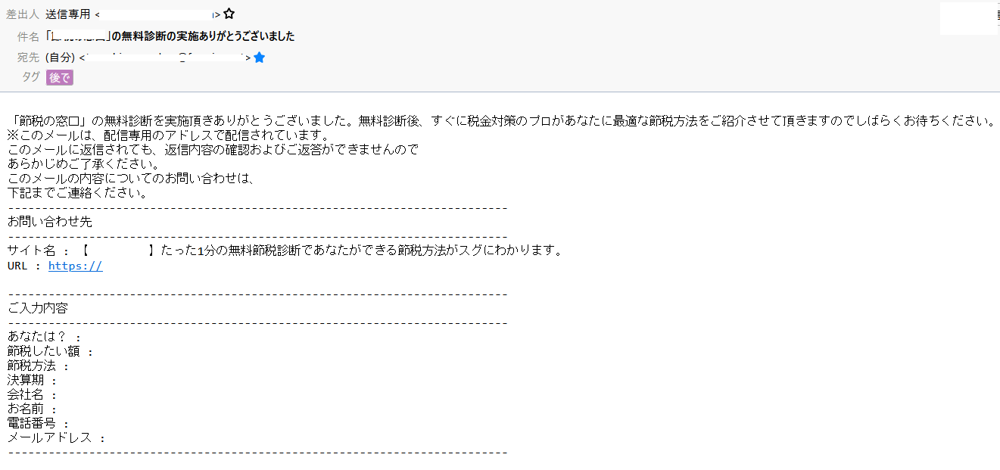 差出人 送信専用 < >
件名 「節税の窓口」の無料診断の実施ありがとうございました
宛先 (自分) < >
タグ 後で
「節税の窓口」の無料診断を実施頂きありがとうございました。無料診断後、すぐに税金対策のプロがあなたに最適な節税方法をご紹介させて頂きますのでしばらくお待ちください。
※このメールは、配信専用のアドレスで配信されています。
このメールに返信されても、返信内容の確認およびご返答ができませんので
あらかじめご了承ください。
このメールの内容についてのお問い合わせは、
下記までご連絡ください。
------------------------------------------------------------------------
お問い合わせ先
------------------------------------------------------------------------
サイト名 : 【 】たった1分の無料節税診断であなたができる節税方法がスグにわかります。
URL : https://
------------------------------------------------------------------------
ご入力内容
------------------------------------------------------------------------
あなたは？ :
節税したい額 :
節税方法 :
決算期 :
会社名 :
お名前 :
電話番号 :
メールアドレス :
------------------------------------------------------------------------